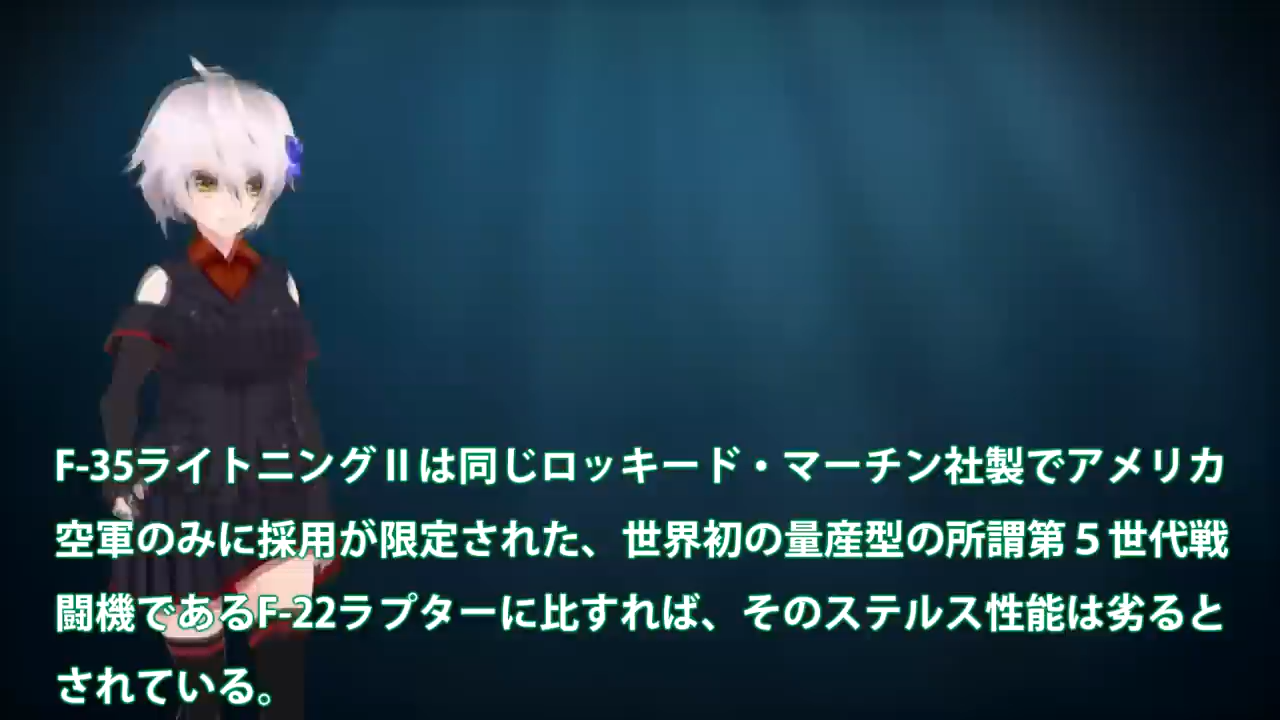 F-35ライトニングⅡは同じロッキード・マーチン社製でアメリカ
空軍のみに採用が限定された、世界初の量産型の所謂第５世代戦
闘機であるF-22ラプターに比すれば、そのステルス性能は劣ると
されている。